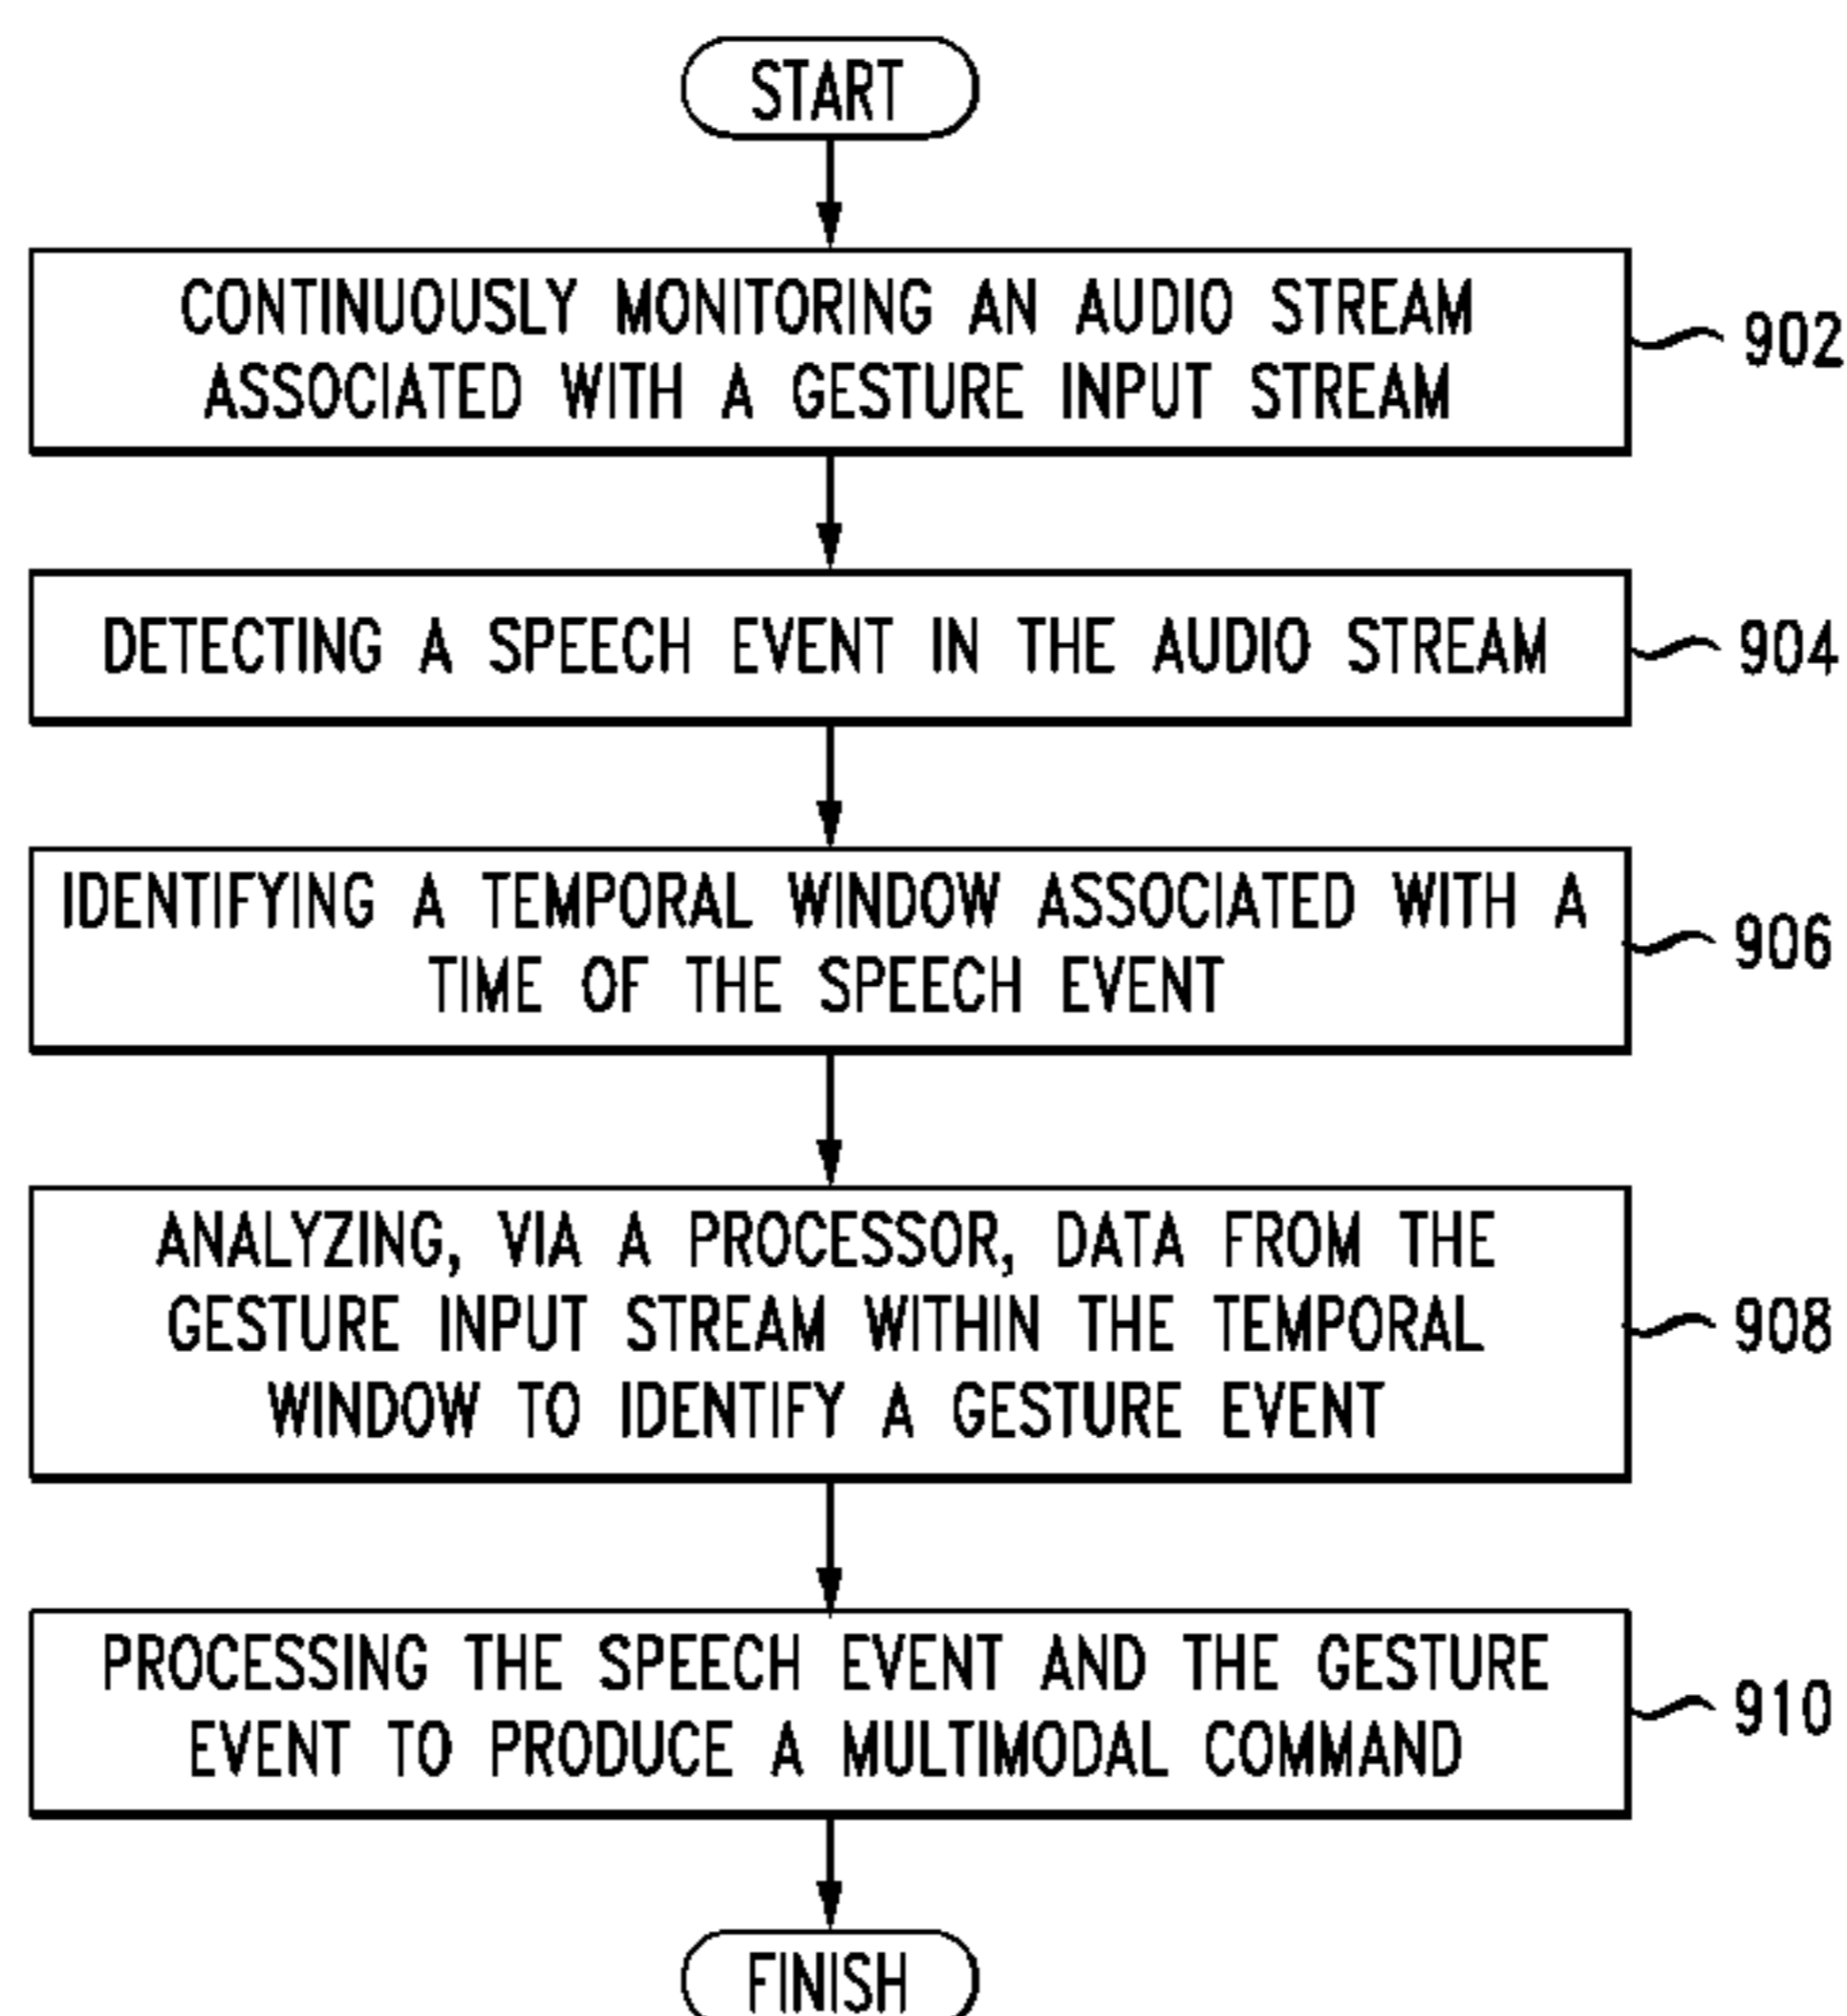 START
CONTINUOUSLY MONITORING AN AUDIO STREAM
ASSOCIATED WITH A GESTURE INPUT STREAM
902
DETECTING A SPEECH EVENT IN THE AUDIO STREAM
904
IDENTIFYING A TEMPORAL WINDOW ASSOCIATED WITH A
TIME OF THE SPEECH EVENT
906
ANALYZING, VIA A PROCESSOR, DATA FROM THE
GESTURE INPUT STREAM WITHIN THE TEMPORAL
WINDOW TO IDENTIFY A GESTURE EVENT
908
PROCESSING THE SPEECH EVENT AND THE GESTURE
EVENT TO PRODUCE A MULTIMODAL COMMAND
910
FINISH